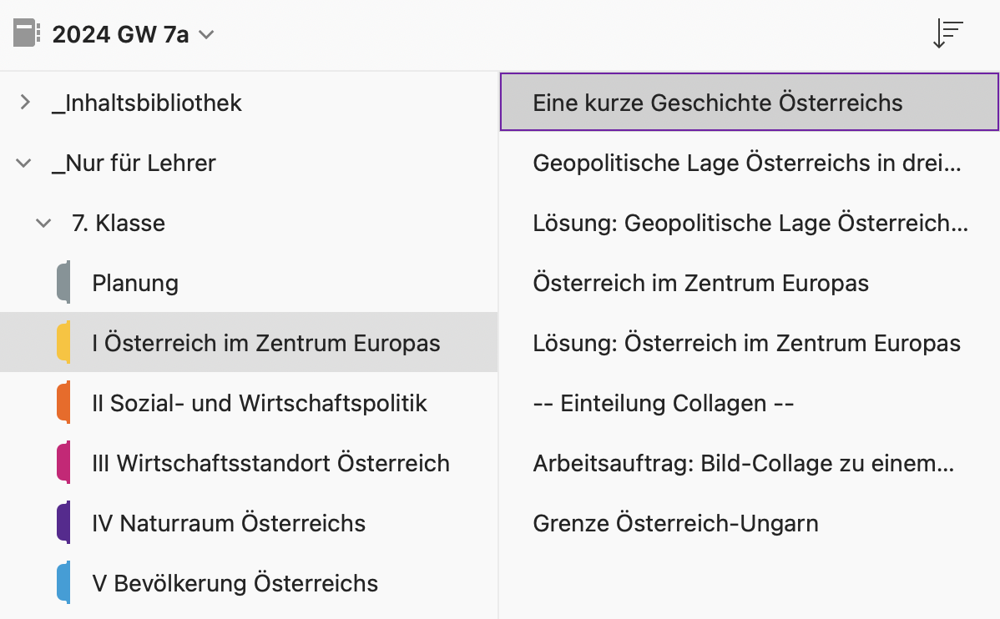 2024 GW 7a
_Inhaltsbibliothek
_Nur für Lehrer
7. Klasse
Planung
I Österreich im Zentrum Europas
II Sozial- und Wirtschaftspolitik
III Wirtschaftsstandort Österreich
IV Naturraum Österreichs
V Bevölkerung Österreichs
Eine kurze Geschichte Österreichs
Geopolitische Lage Österreichs in drei...
Lösung: Geopolitische Lage Österreich...
Österreich im Zentrum Europas
Lösung: Österreich im Zentrum Europas
-- Einteilung Collagen --
Arbeitsauftrag: Bild-Collage zu einem...
Grenze Österreich-Ungarn